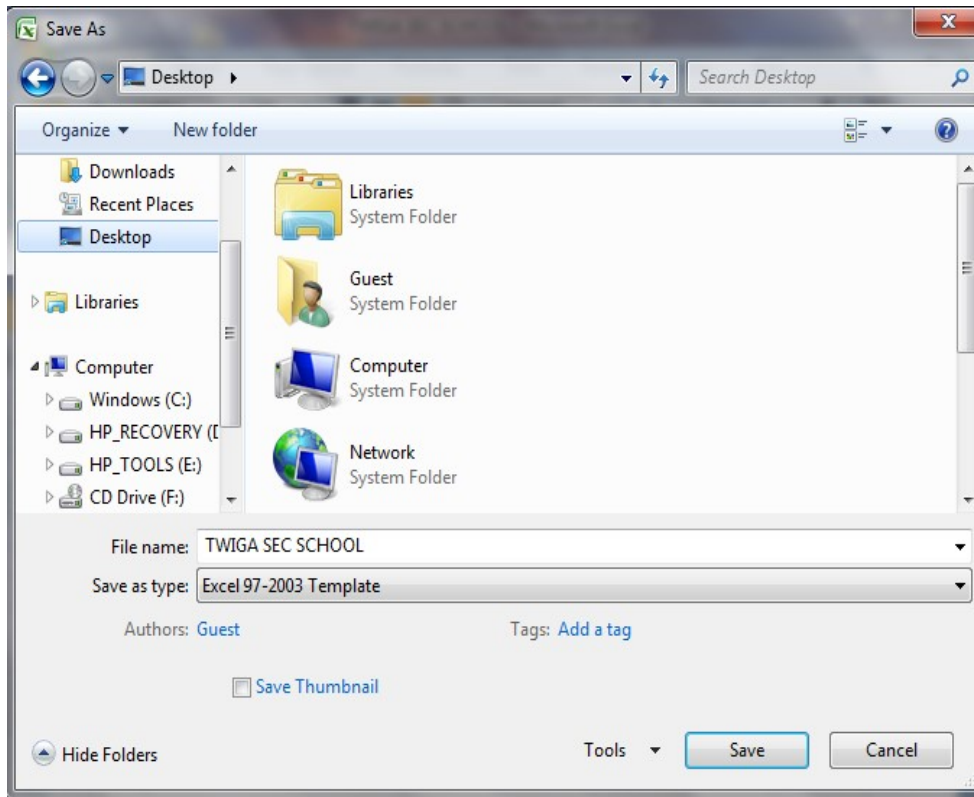 Save As
Desktop
Search Desktop
Organize
New folder
Downloads
Recent Places
Desktop
Libraries
Computer
Windows (C:)
HP_RECOVERY (D
HP_TOOLS (E:)
CD Drive (F:)
Libraries
System Folder
Guest
System Folder
Computer
System Folder
Network
System Folder
File name: TWIGA SEC SCHOOL
Save as type: Excel 97-2003 Template
Authors: Guest
Tags: Add a tag
Save Thumbnail
Hide Folders
Tools
Save
Cancel